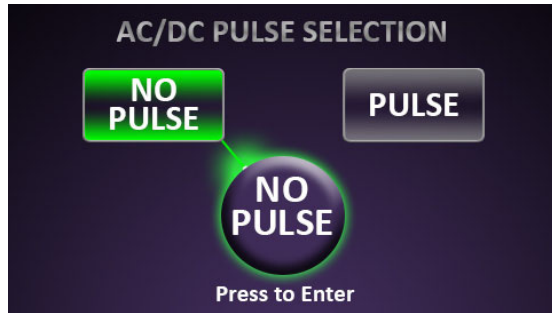 AC/DC PULSE SELECTION
NO
PULSE
PULSE
NO
PULSE
Press to Enter